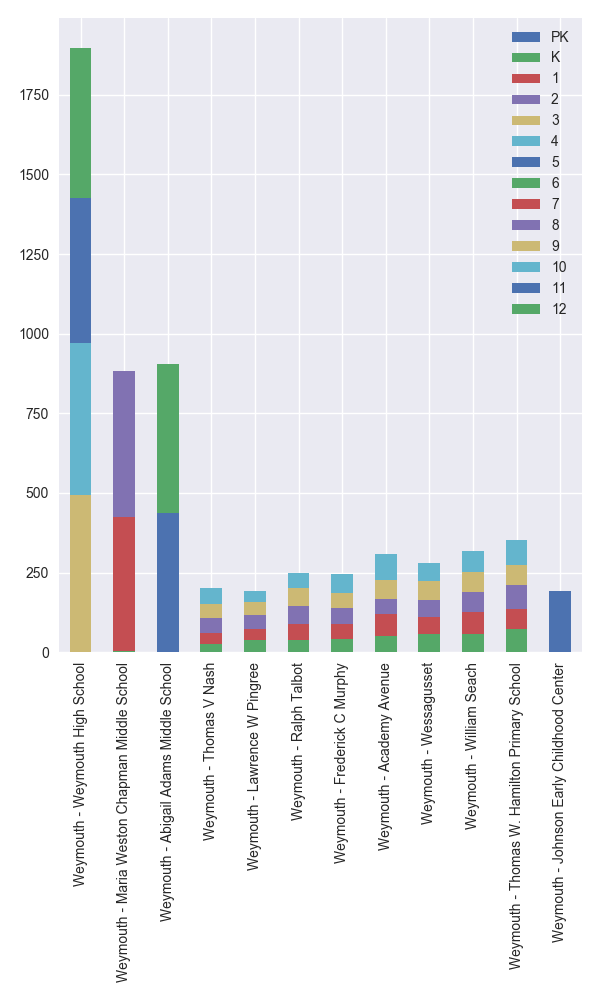 1750
1500
1250
1000
750
500
250
0
PK
K
1
2
3
4
5
6
7
8
9
10
11
12
Weymouth - Weymouth High School
Weymouth - Maria Weston Chapman Middle School
Weymouth - Abigail Adams Middle School
Weymouth - Thomas V Nash
Weymouth - Lawrence W Pingree
Weymouth - Ralph Talbot
Weymouth - Frederick C Murphy
Weymouth - Academy Avenue
Weymouth - Wessagusset
Weymouth - William Seach
Weymouth - Thomas W. Hamilton Primary School
Weymouth - Johnson Early Childhood Center